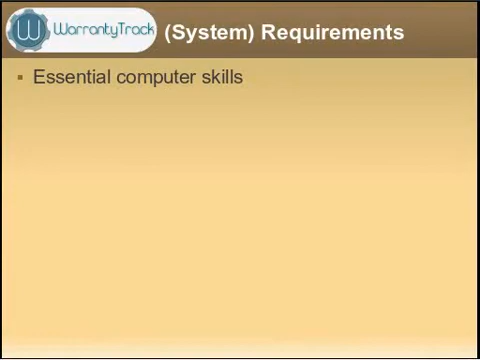 W WarrantyTrack (System) Requirements
▪ Essential computer skills